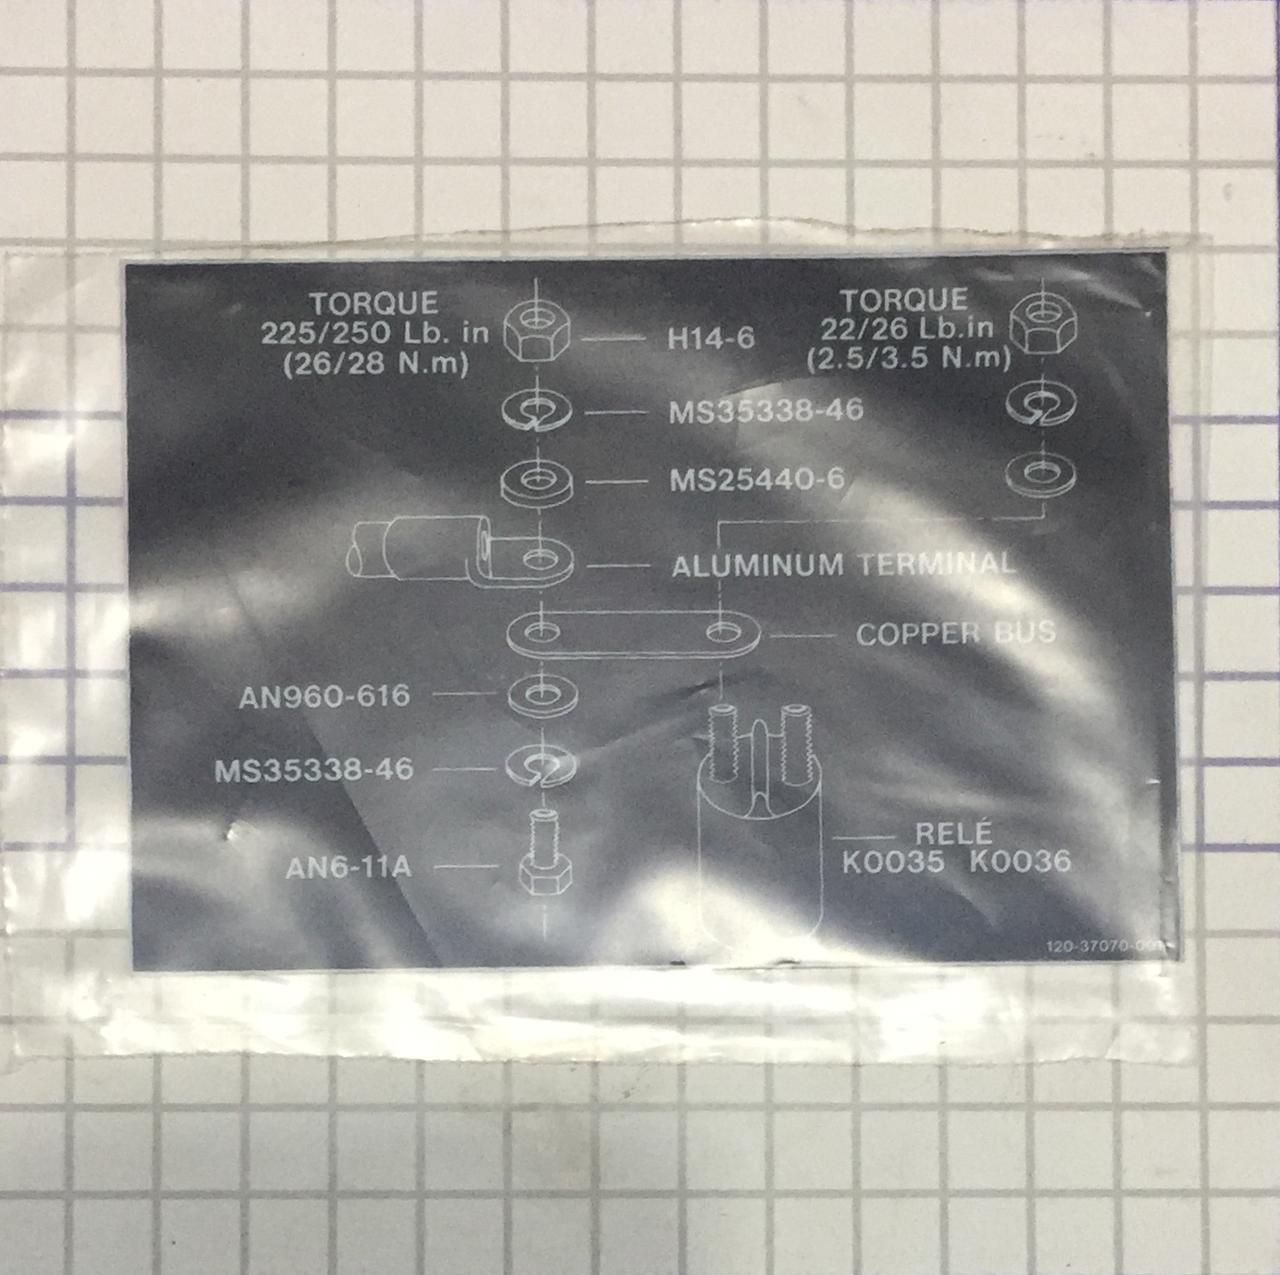 TORQUE
225/250 Lb. in
(26/28 N.m)
H14-6
TORQUE
22/26 Lb.in
(2.5/3.5 N.m)
MS35338-46
MS25440-6
ALUMINUM TERMINAL
COPPER BUS
AN960-616
MS35338-46
AN6-11A
RELÉ
K0035 K0036